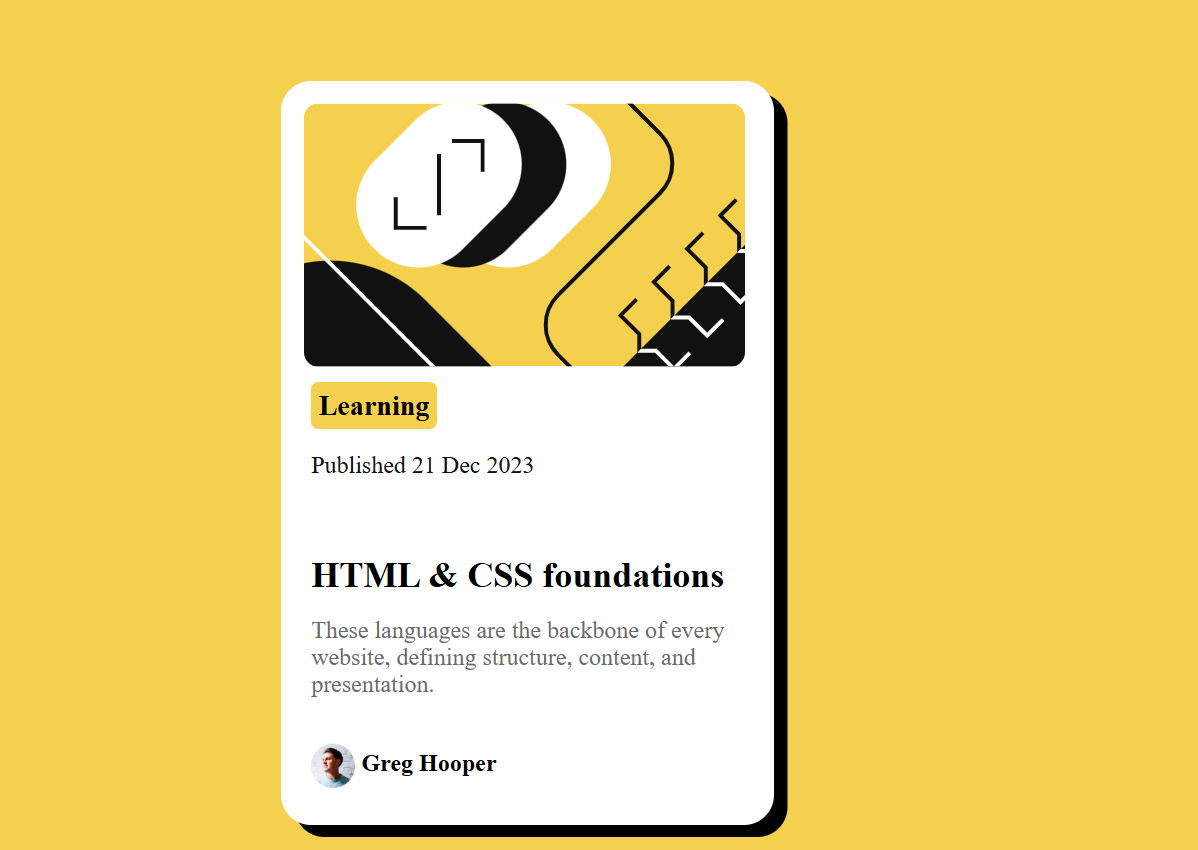 Learning
Published 21 Dec 2023
HTML & CSS foundations
These languages are the backbone of every
website, defining structure, content, and
presentation.
Greg Hooper